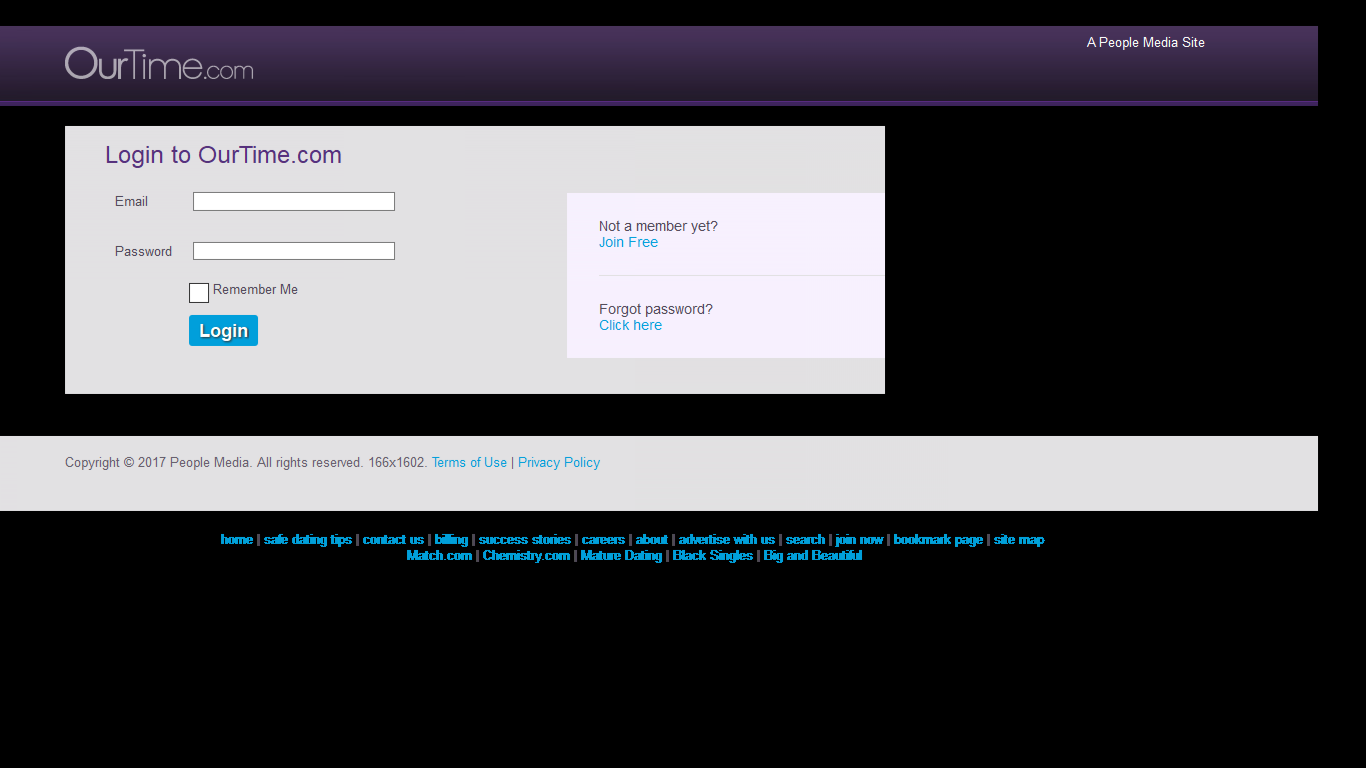 A People Media Site
OurTime.com
Login to OurTime.com
Email
Password
Remember Me
Login
Not a member yet?
Join Free
Forgot password?
Click here
Copyright © 2017 People Media. All rights reserved. 166x1602. Terms of Use | Privacy Policy
home | safe dating tips | contact us | billing | success stories | careers | about | advertise with us | search | join now | bookmark page | site map
Match.com | Chemistry.com | Mature Dating | Black Singles | Big and Beautiful